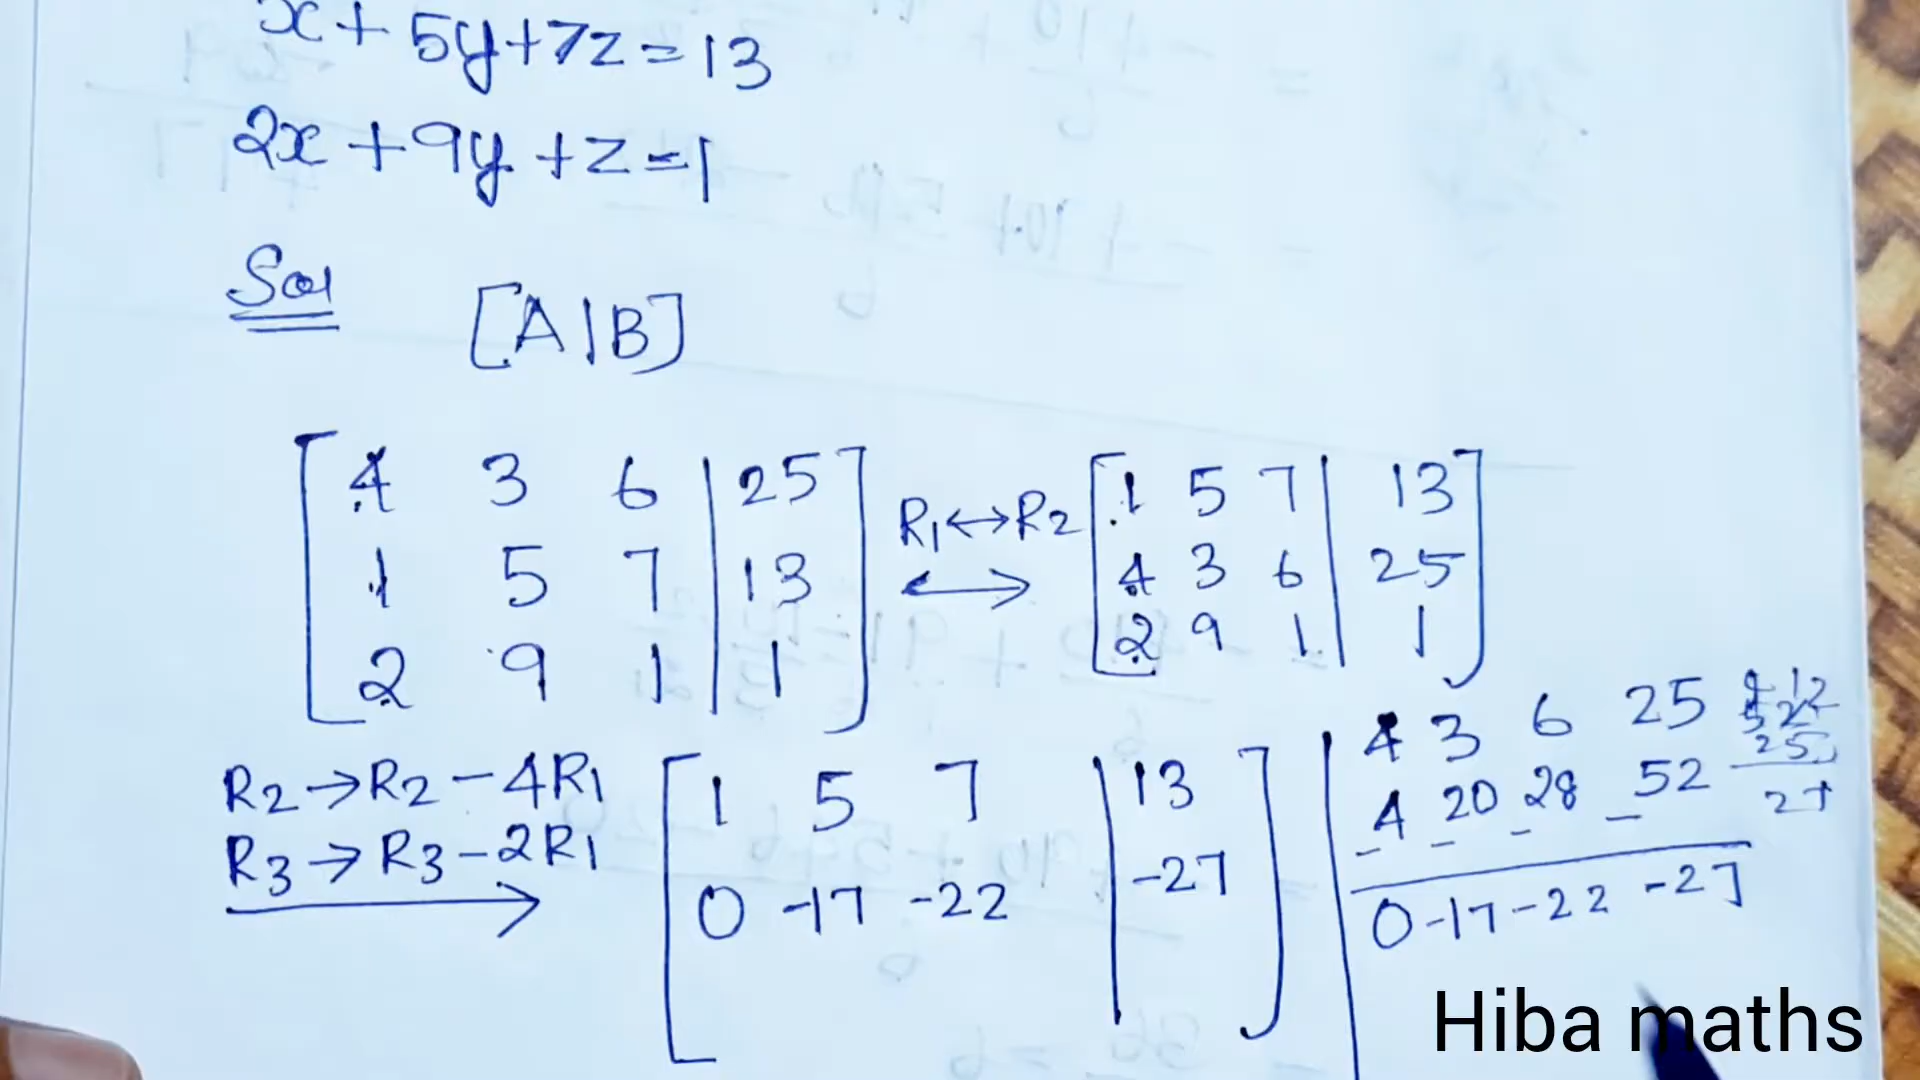 x + 5y + 7z = 13
2x + 9y + z = 1
Sol
[A|B]
[4 3 6 | 25]
[1 5 7 | 13]
[2 9 1 | 1]
R1 ↔ R2
[1 5 7 | 13]
[4 3 6 | 25]
[2 9 1 | 1]
R2 → R2 - 4R1
R3 → R3 - 2R1
[1 5 7 | 13]
[0 -17 -22 | -27]
4 3 6 25
4 20 28 52
- - - -
0 -17 -22 -27
25
27
Hiba maths